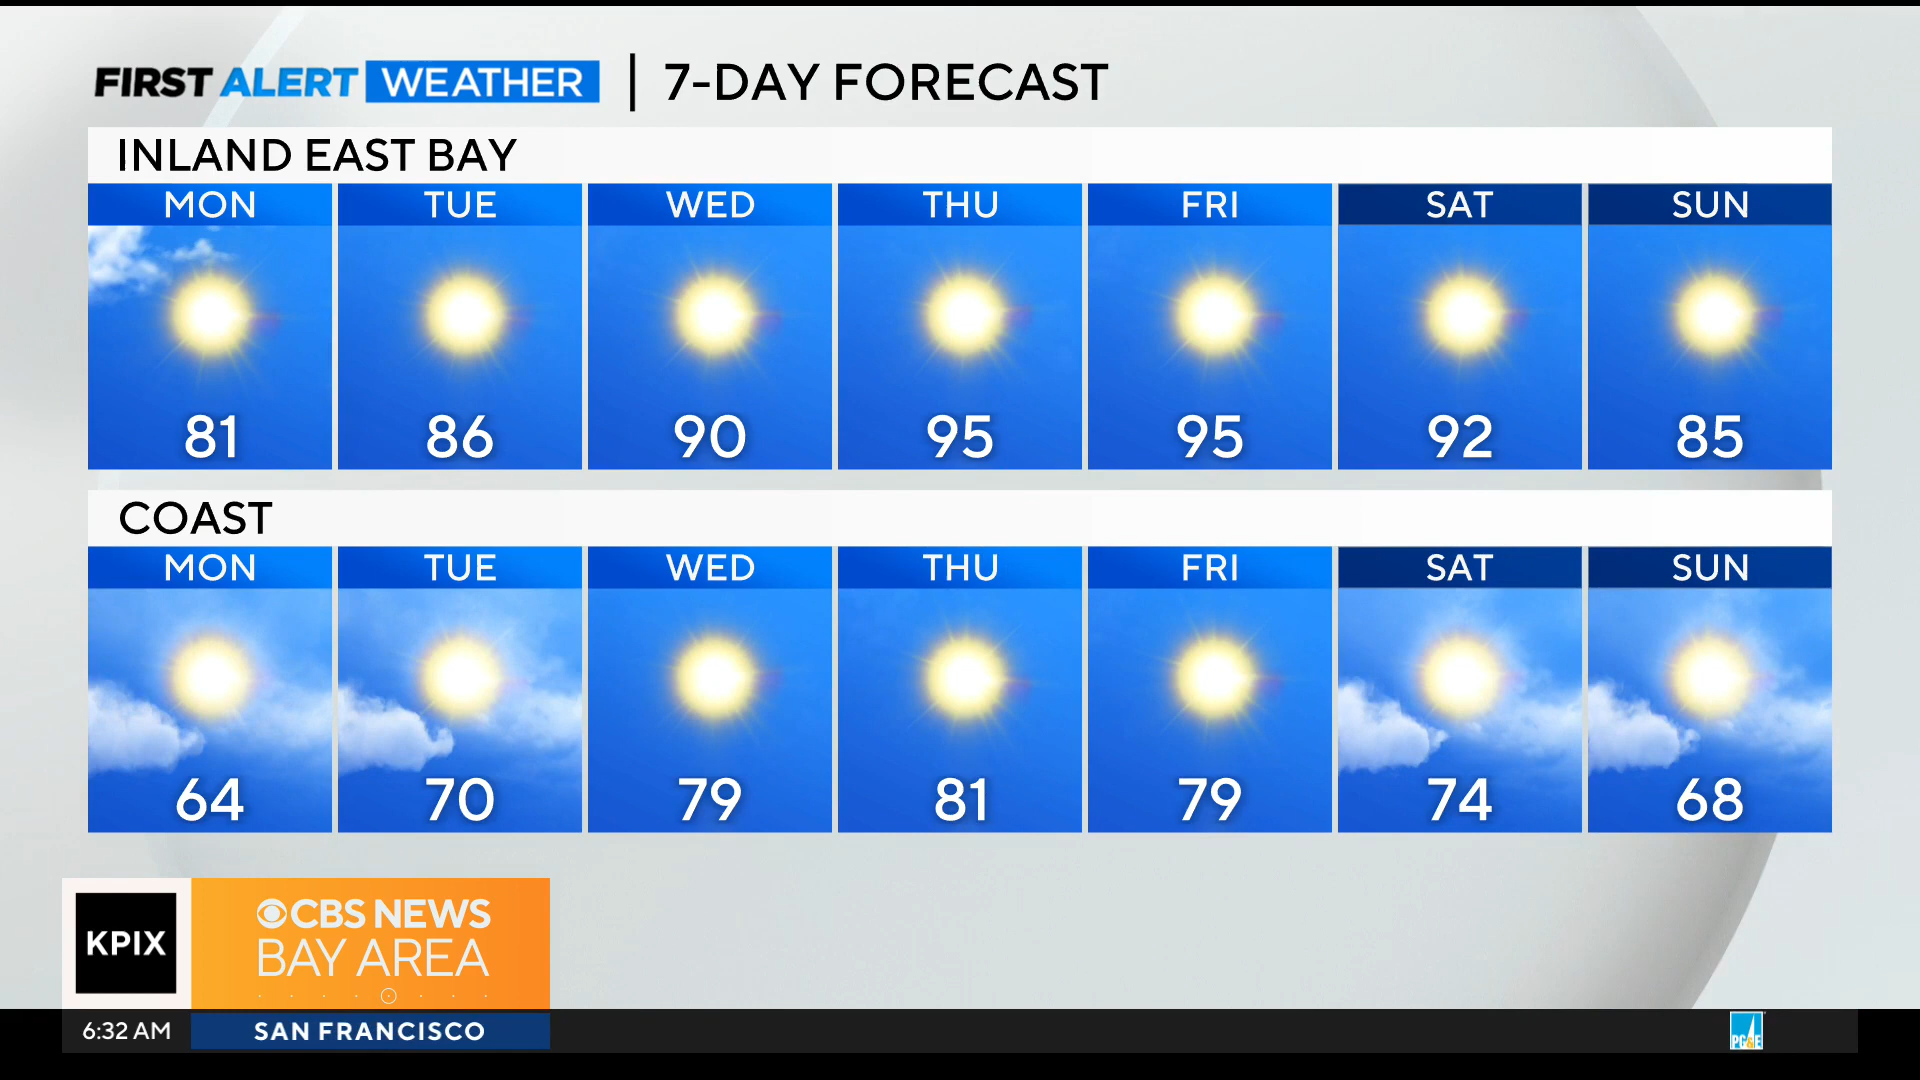 FIRST ALERT WEATHER | 7-DAY FORECAST
INLAND EAST BAY
MON TUE WED THU FRI SAT SUN
81 86 90 95 95 92 85
COAST
MON TUE WED THU FRI SAT SUN
64 70 79 81 79 74 68
KPIX
CBS NEWS
BAY AREA
6:32 AM
SAN FRANCISCO
PG&E